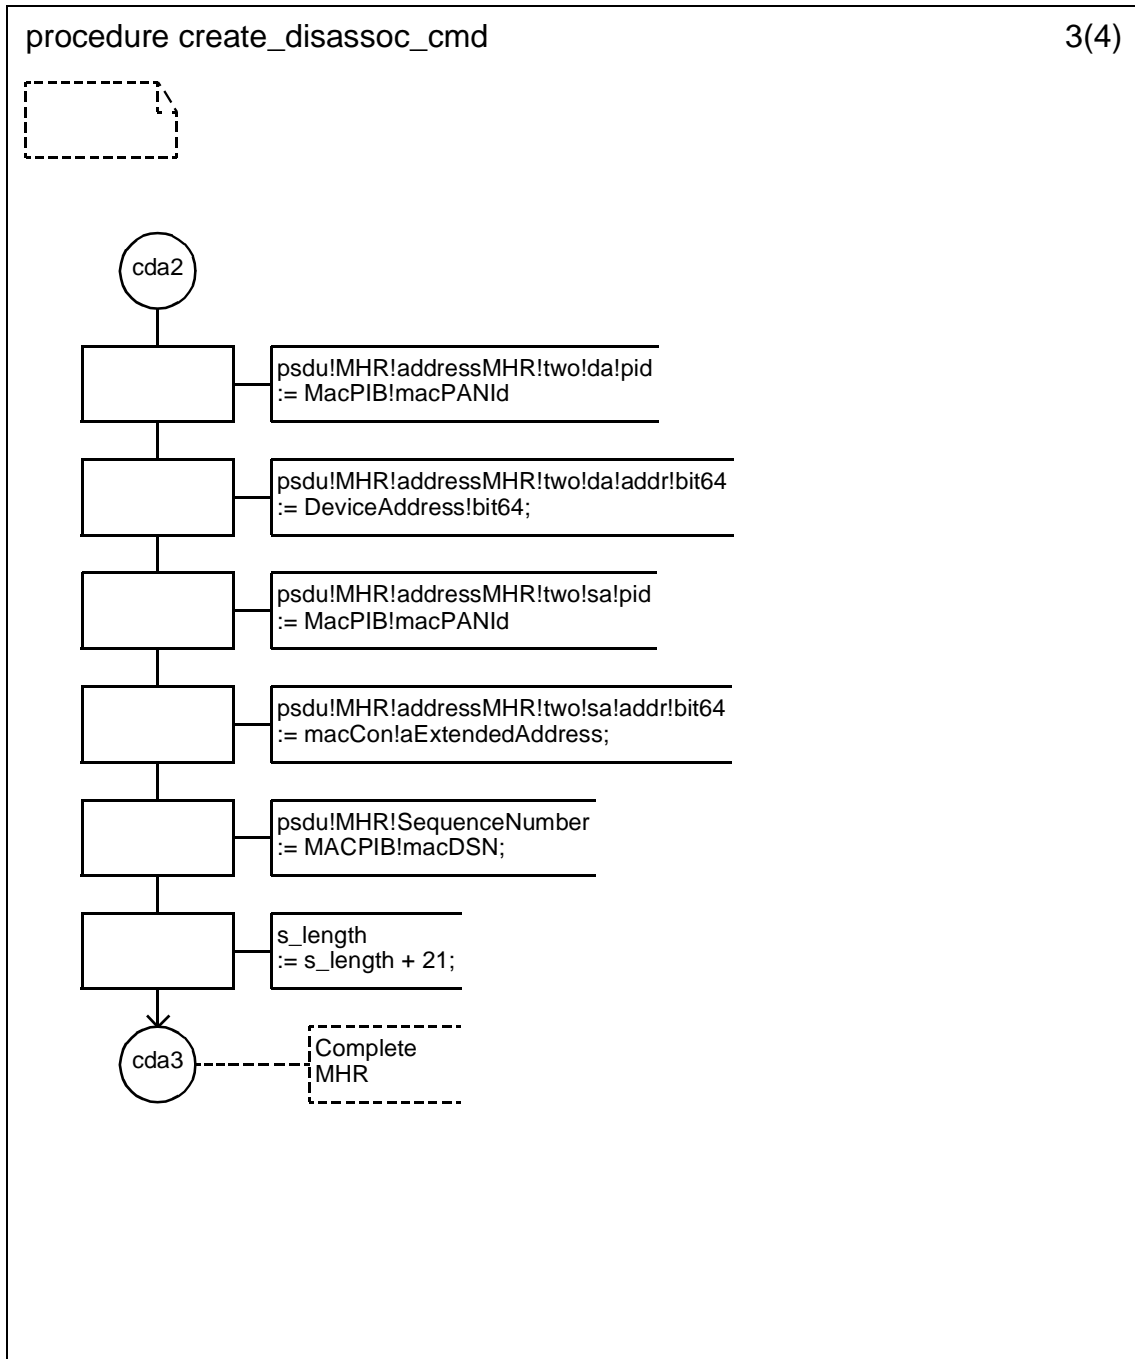 procedure create_disassoc_cmd
3(4)
cda2
psdu!MHR!addressMHR!two!da!pid
:= MacPIB!macPANId
psdu!MHR!addressMHR!two!da!addr!bit64
:= DeviceAddress!bit64;
psdu!MHR!addressMHR!two!sa!pid
:= MacPIB!macPANId
psdu!MHR!addressMHR!two!sa!addr!bit64
:= macCon!aExtendedAddress;
psdu!MHR!SequenceNumber
:= MACPIB!macDSN;
s_length
:= s_length + 21;
cda3
Complete
MHR